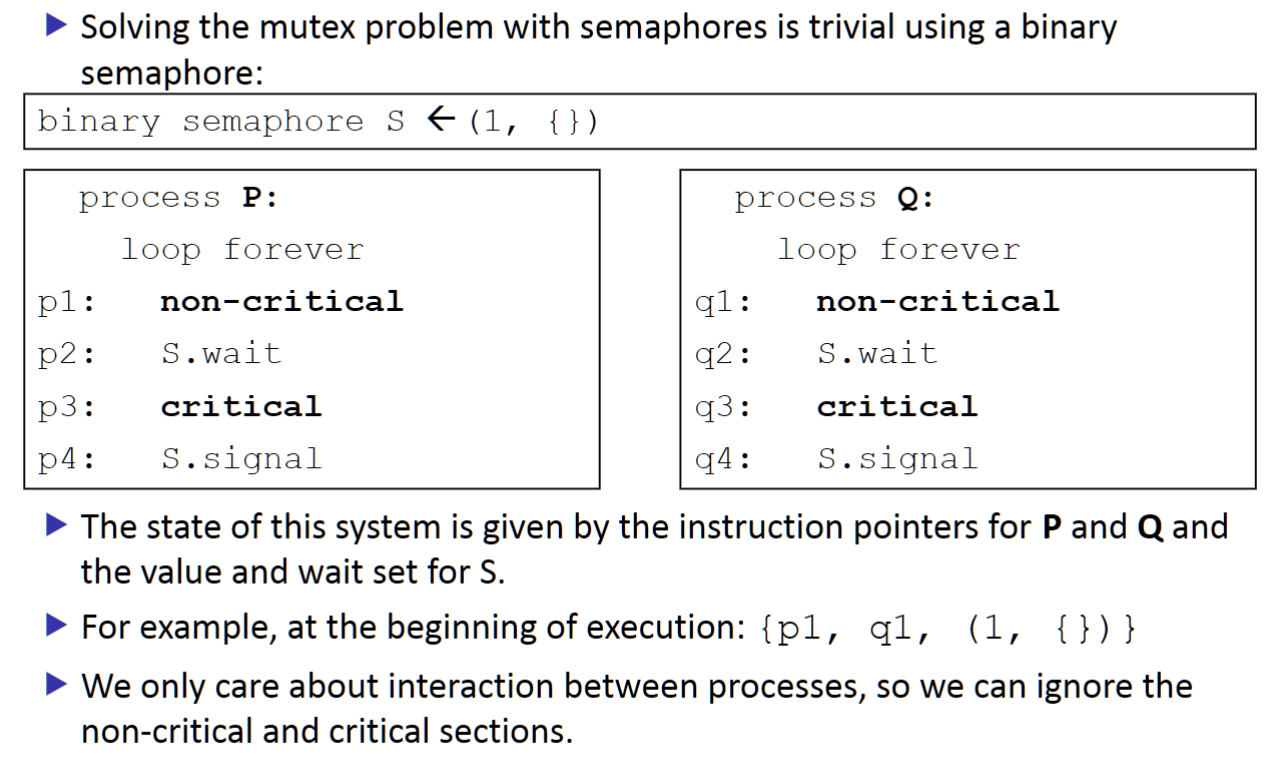 ▶ Solving the mutex problem with semaphores is trivial using a binary
semaphore:
binary semaphore S ← (1, {})
process P:
loop forever
p1: non-critical
p2: S.wait
p3: critical
p4: S.signal
process Q:
loop forever
q1: non-critical
q2: S.wait
q3: critical
q4: S.signal
▶ The state of this system is given by the instruction pointers for P and Q and
the value and wait set for S.
▶ For example, at the beginning of execution: {p1, q1, (1, {})}
▶ We only care about interaction between processes, so we can ignore the
non-critical and critical sections.